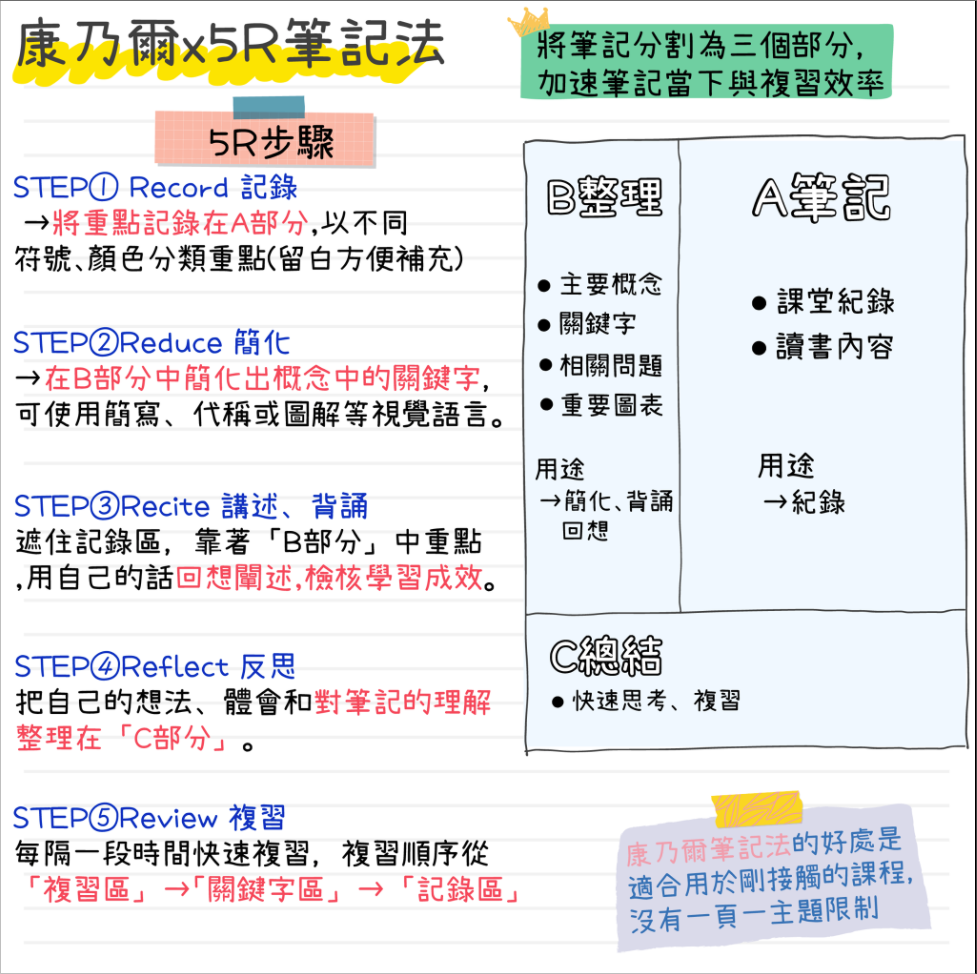 康乃爾x5R筆記法
將筆記分割為三個部分,
加速筆記當下與複習效率
5R步驟
STEP① Record 記錄
→將重點記錄在A部分,以不同
符號、顏色分類重點(留白方便補充)
STEP②Reduce 簡化
→在B部分中簡化出概念中的關鍵字,
可使用簡寫、代稱或圖解等視覺語言。
STEP③Recite 講述、背誦
遮住記錄區，靠著「B部分」中重點
,用自己的話回想闡述,檢核學習成效。
STEP④Reflect 反思
把自己的想法、體會和對筆記的理解
整理在「C部分」。
STEP⑤Review 複習
每隔一段時間快速複習，複習順序從
「複習區」→「關鍵字區」→「記錄區」
B整理
• 主要概念
• 關鍵字
• 相關問題
• 重要圖表
用途
→簡化、背誦
回想
A筆記
• 課堂紀錄
• 讀書內容
用途
→紀錄
C總結
• 快速思考、複習
康乃爾筆記法的好處是
適合用於剛接觸的課程,
沒有一頁一主題限制